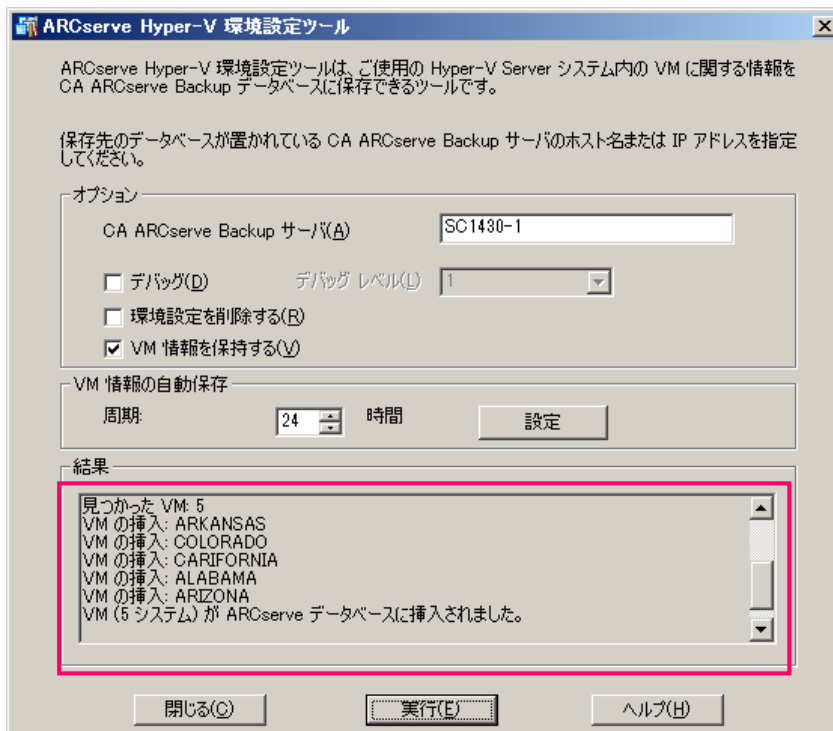 ARCserve Hyper-V 環境設定ツール
ARCserve Hyper-V 環境設定ツールは、ご使用の Hyper-V Server システム内の VM に関する情報を
CA ARCserve Backup データベースに保存できるツールです。
保存先のデータベースが置かれている CA ARCserve Backup サーバのホスト名または IP アドレスを指定
してください。
オプション
CA ARCserve Backup サーバ(A) SC1430-1
デバッグ(D) デバッグ レベル(L) 1
環境設定を削除する(R)
VM 情報を保持する(V)
VM 情報の自動保存
周期: 24 時間 設定
結果
見つかった VM: 5
VM の挿入: ARKANSAS
VM の挿入: COLORADO
VM の挿入: CARIFORNIA
VM の挿入: ALABAMA
VM の挿入: ARIZONA
VM (5 システム) が ARCserve データベースに挿入されました。
閉じる(C) 実行(E) ヘルプ(H)